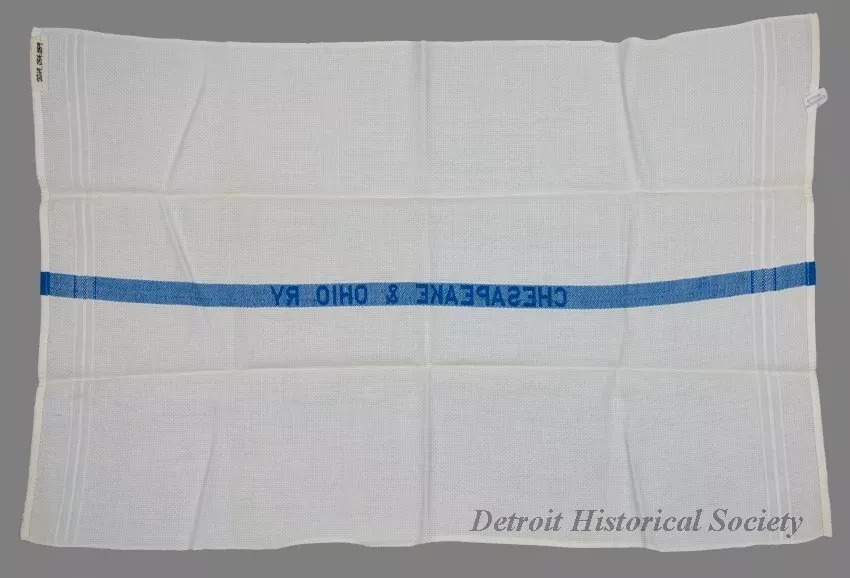 CHESAPEAKE & OHIO RY
Detroit Historical Society